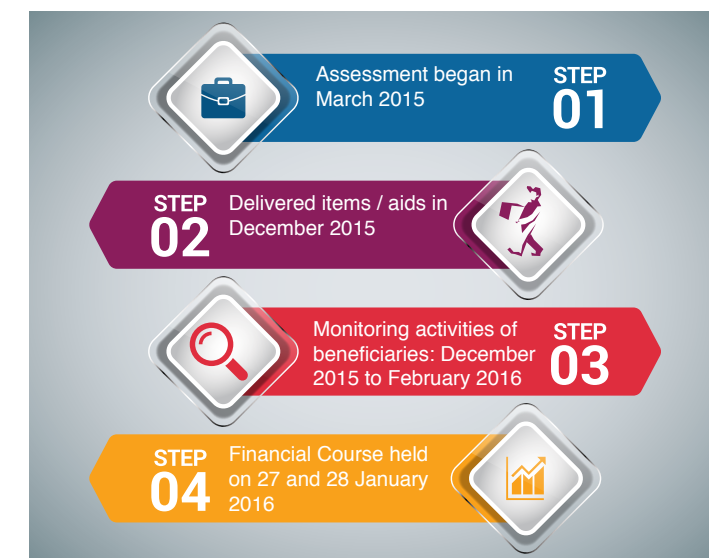 Assessment began in
March 2015
STEP
01
STEP
02
Delivered items / aids in
December 2015
Monitoring activities of
beneficiaries: December
2015 to February 2016
STEP
03
STEP
04
Financial Course held
on 27 and 28 January
2016